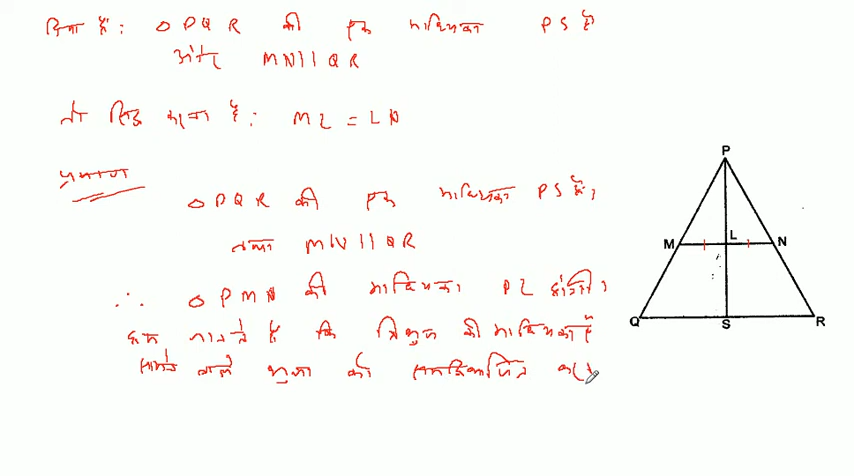 दिया है : △PQR की एक माध्यिका PS है
और MN||QR
तो सिद्ध करना है : ML = LN
प्रमाण
△PQR की एक माध्यिका PS है,
तथा MN||QR
∴ △PMN की माध्यिका PL होगी,
हम जानते हैं कि त्रिभुज की माध्यिका है
सामने वाले भुजा को समद्विभाजित
P
M L N
Q S R